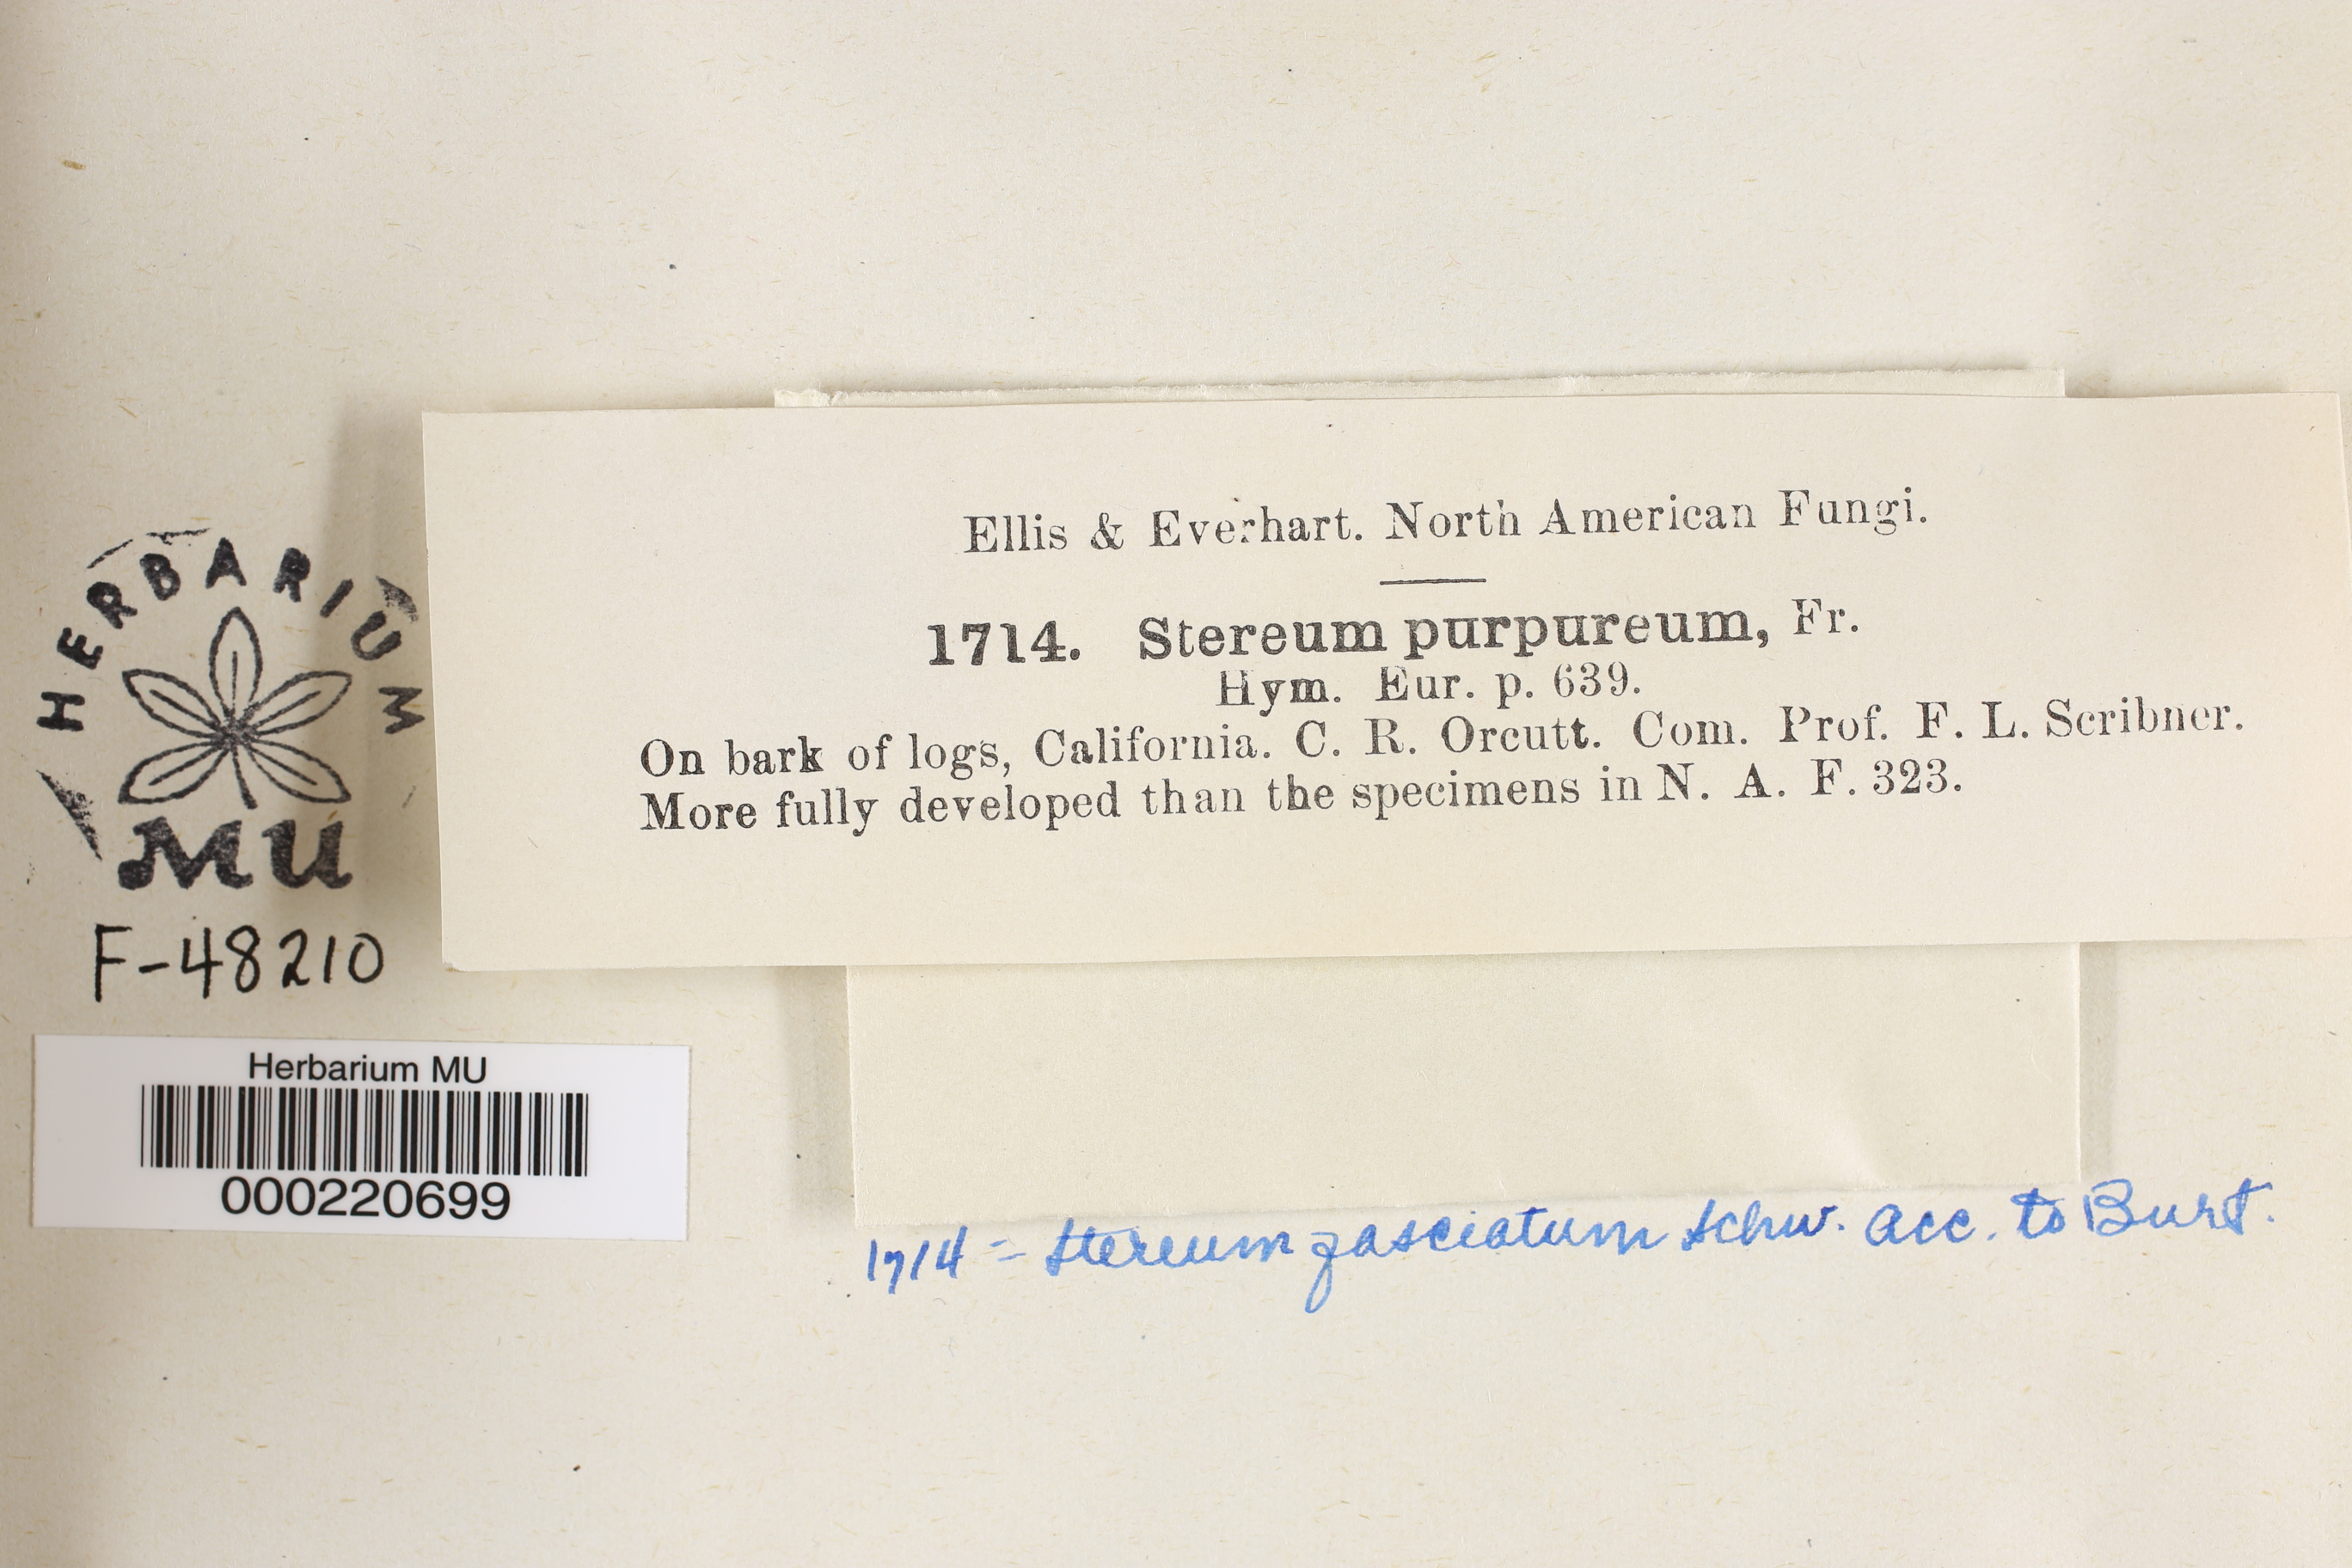 Ellis & Everhart. North American Fungi.
1714. Stereum purpureum, Fr.
Hym. Eur. p. 639.
On bark of logs, California. C. R. Orcutt. Com. Prof. F. L. Scribner.
More fully developed than the specimens in N. A. F. 323.
HERBARIUM
MU
F-48210
Herbarium MU
000220699
1714 = Stereum fasciatum Schw. acc. to Burt.